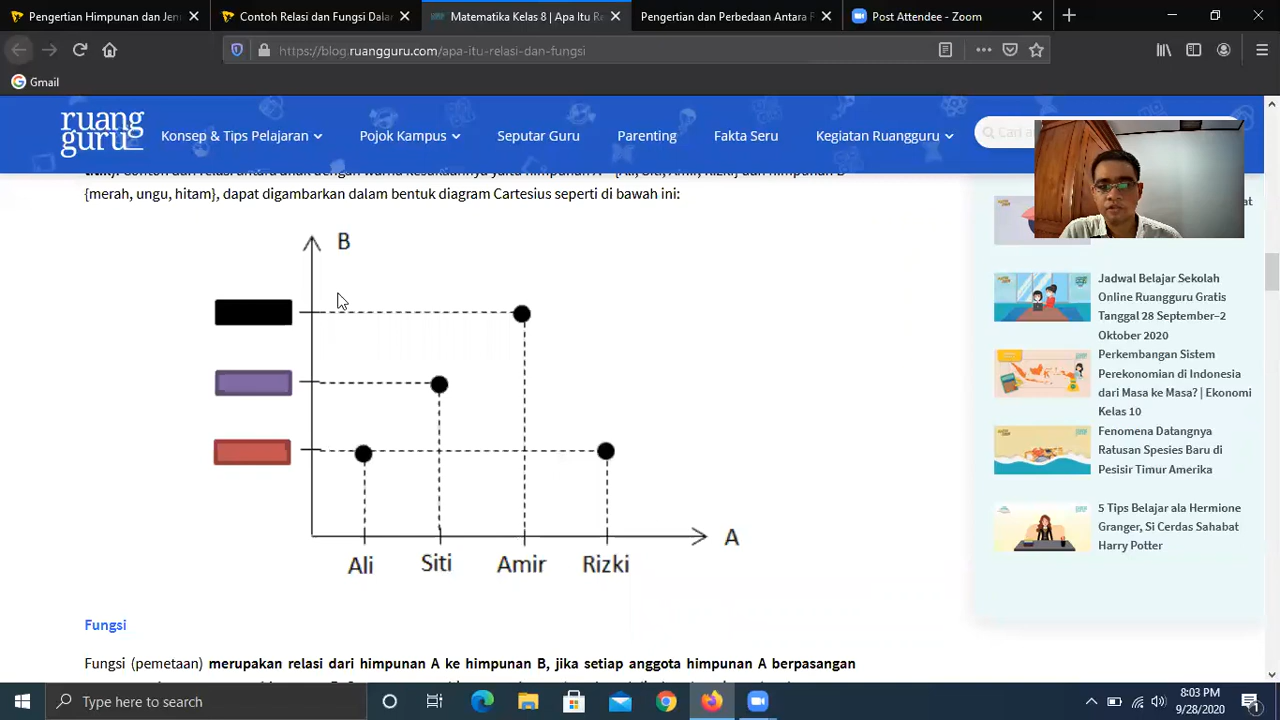 Pengertian Himpunan dan Jen
Contoh Relasi dan Fungsi Dala
Matematika Kelas 8 | Apa Itu Re
Pengertian dan Perbedaan Antara F
Post Attendee - Zoom
https://blog.ruangguru.com/apa-itu-relasi-dan-fungsi
Gmail
ruang
guru
Konsep & Tips Pelajaran
Pojok Kampus
Seputar Guru
Parenting
Fakta Seru
Kegiatan Ruangguru
Cari
{merah, ungu, hitam}, dapat digambarkan dalam bentuk diagram Cartesius seperti di bawah ini:
B
A
Ali
Siti
Amir
Rizki
Fungsi
Fungsi (pemetaan) merupakan relasi dari himpunan A ke himpunan B, jika setiap anggota himpunan A berpasangan
at
Jadwal Belajar Sekolah
Online Ruangguru Gratis
Tanggal 28 September–2
Oktober 2020
Perkembangan Sistem
Perekonomian di Indonesia
dari Masa ke Masa? | Ekonomi
Kelas 10
Fenomena Datangnya
Ratusan Spesies Baru di
Pesisir Timur Amerika
5 Tips Belajar ala Hermione
Granger, Si Cerdas Sahabat
Harry Potter
Type here to search
8:03 PM
9/28/2020
1